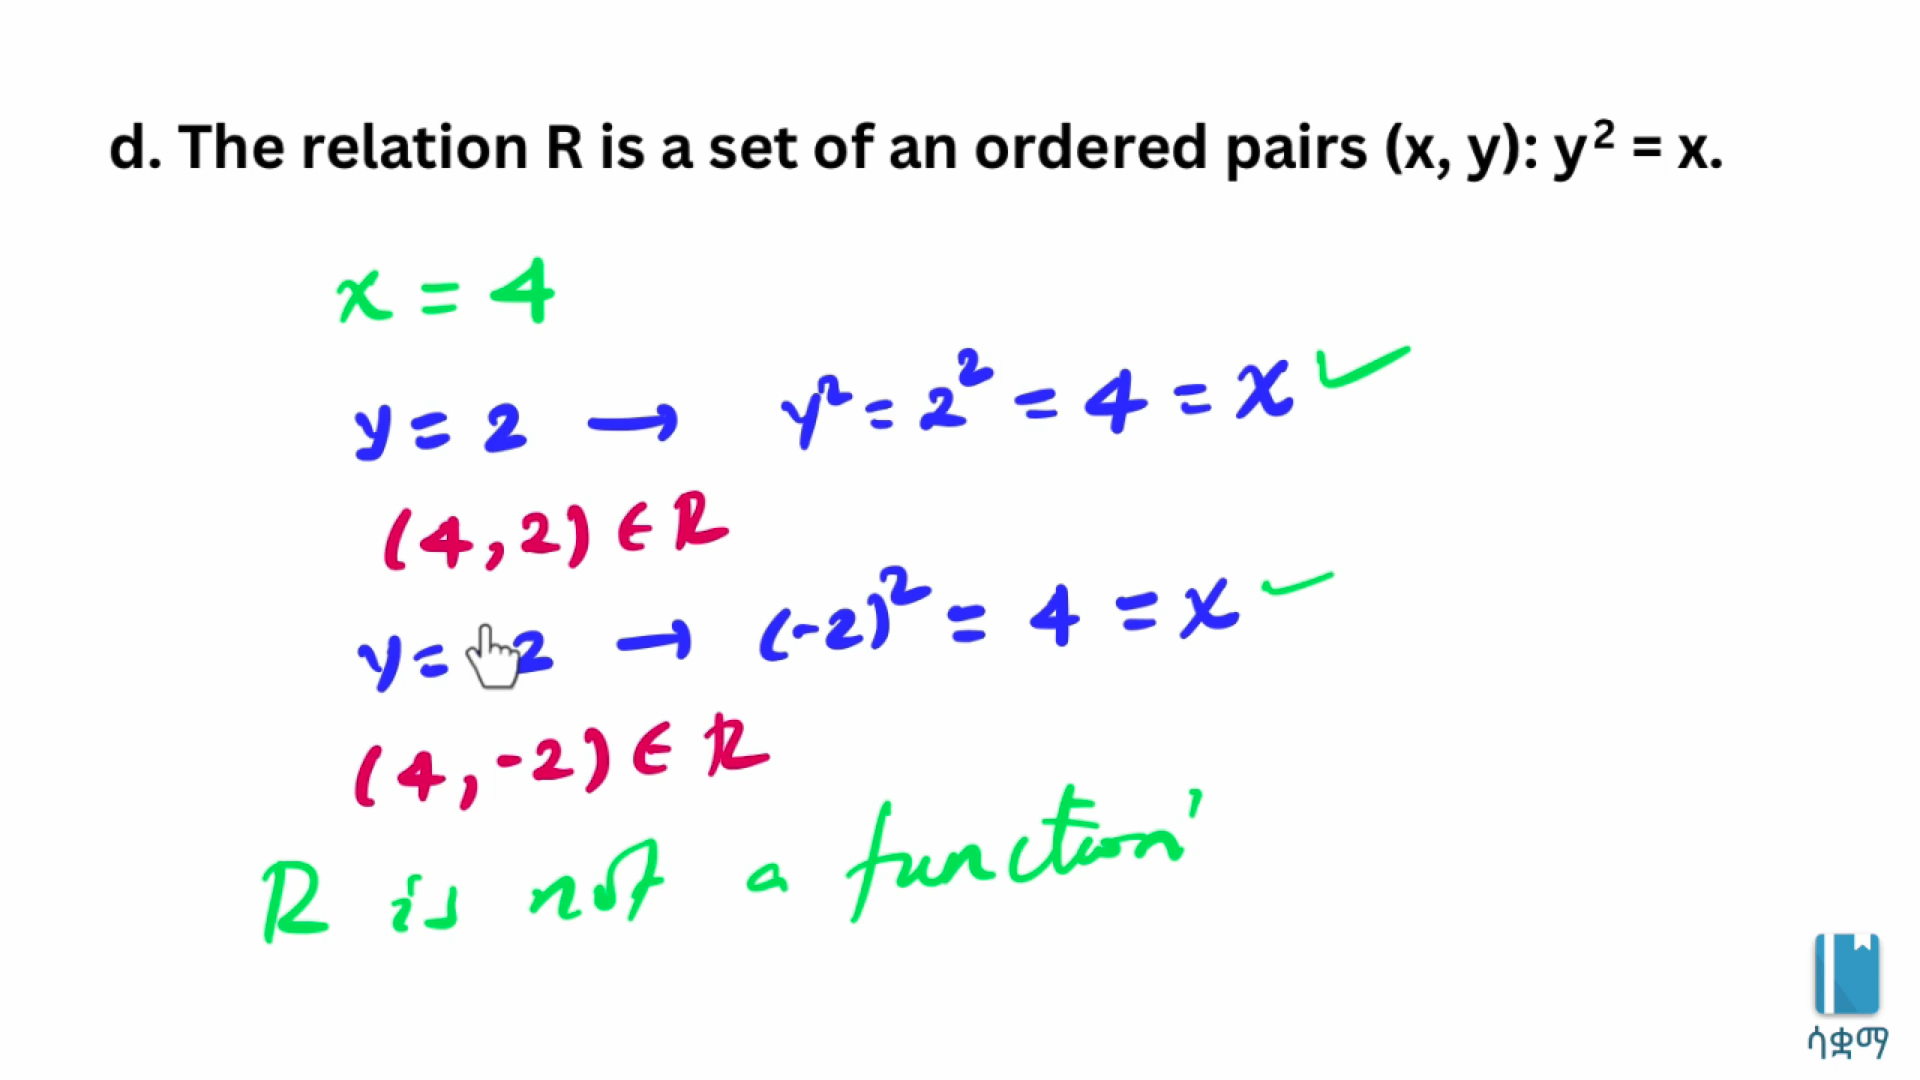 d. The relation R is a set of an ordered pairs (x, y): y² = x.
x = 4
y = 2 → y² = 2² = 4 = x ✓
(4,2) ∈ R
y = 2 → (-2)² = 4 = x ✓
(4,-2) ∈ R
R is not a function
ሳቋማ